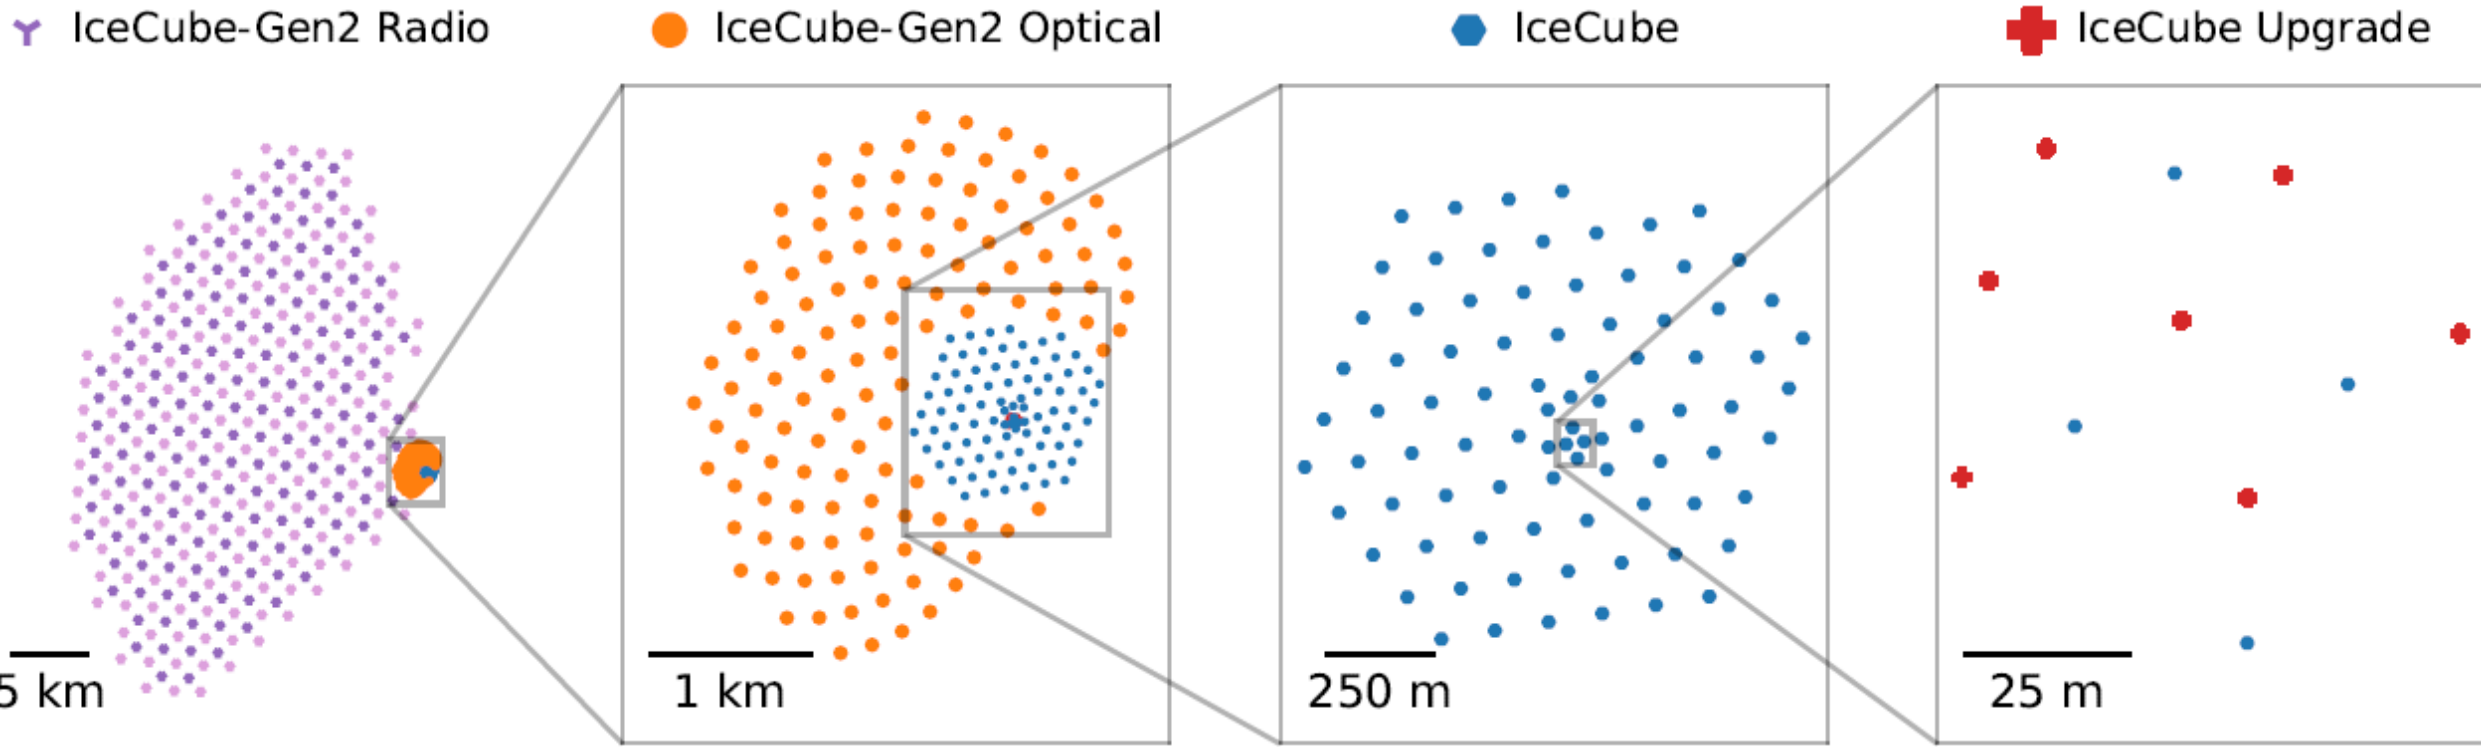 IceCube-Gen2 Radio
IceCube-Gen2 Optical
IceCube
IceCube Upgrade
5 km
1 km
250 m
25 m